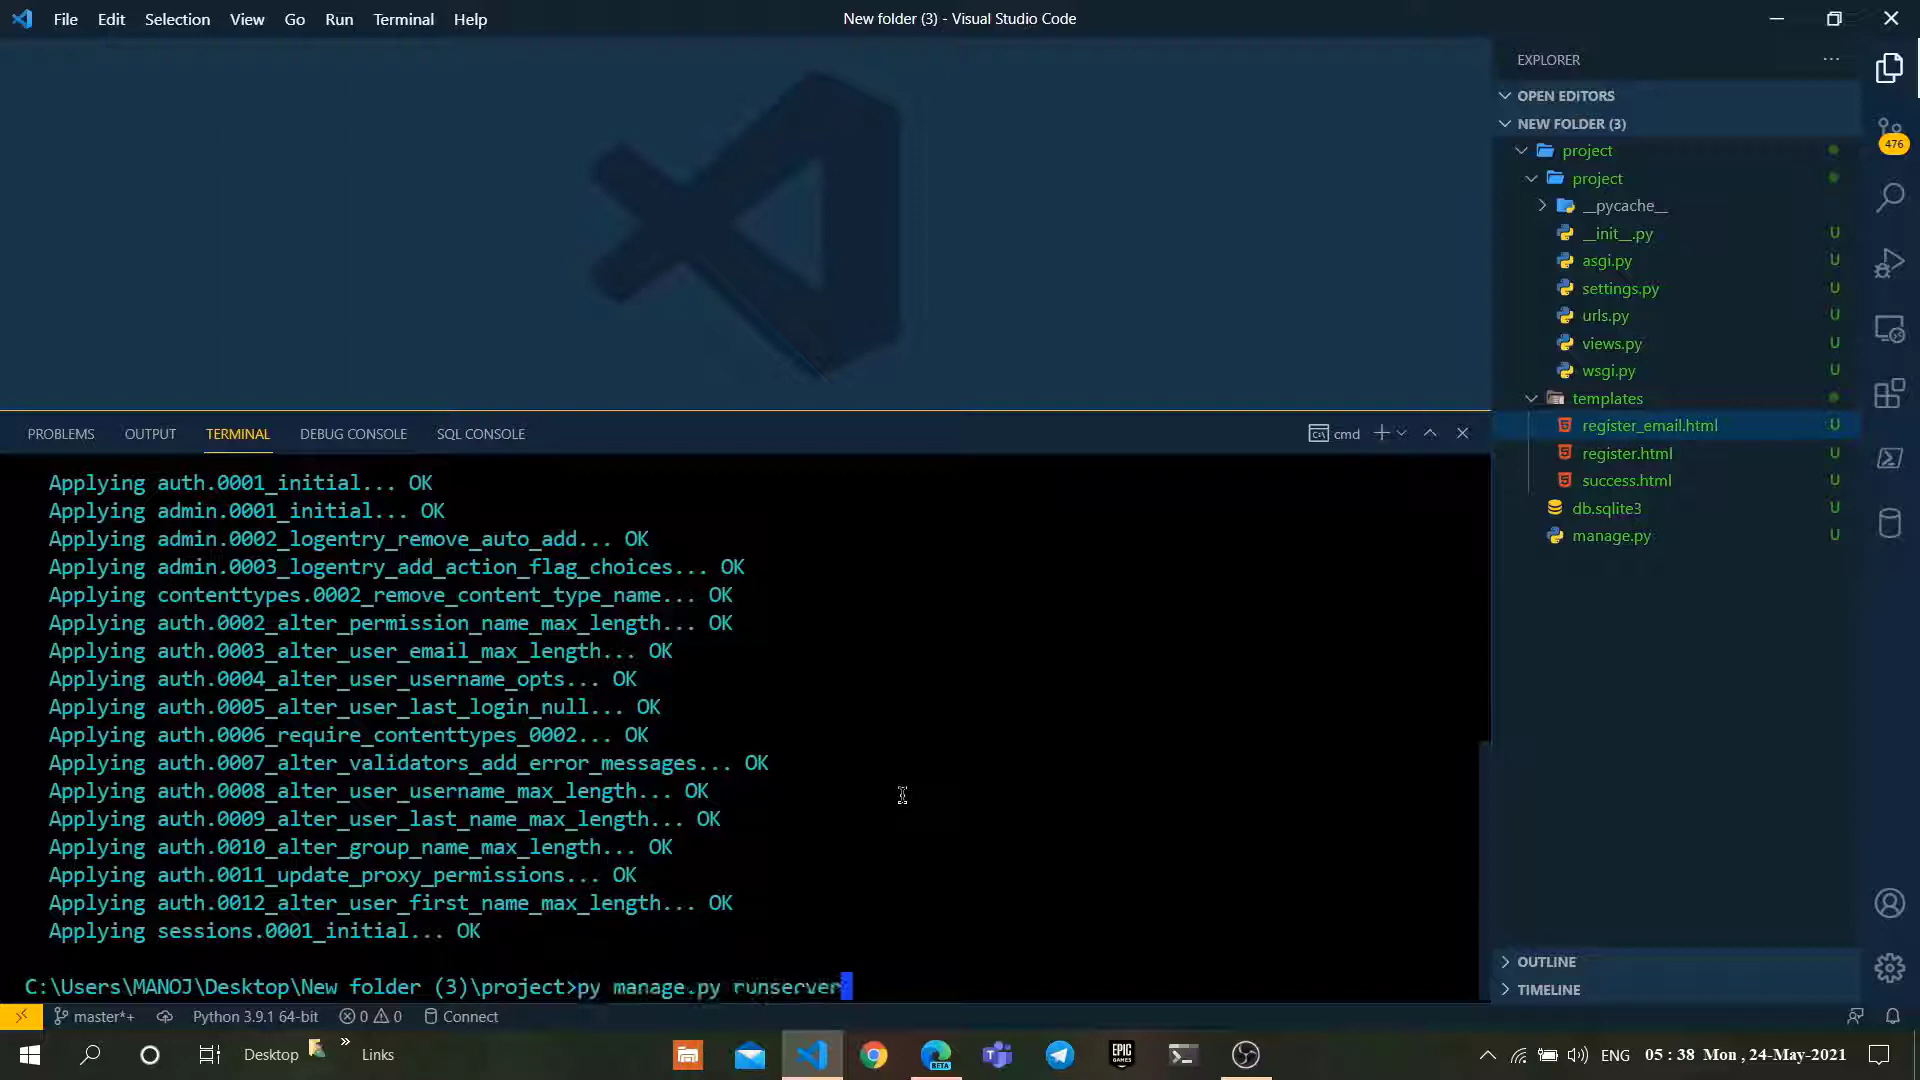 File Edit Selection View Go Run Terminal Help
New folder (3) - Visual Studio Code
EXPLORER
OPEN EDITORS
NEW FOLDER (3)
project
project
__pycache__
__init__.py U
asgi.py U
settings.py U
urls.py U
views.py U
wsgi.py U
templates
register_email.html U
register.html U
success.html U
db.sqlite3 U
manage.py U
OUTLINE
TIMELINE
476
PROBLEMS OUTPUT TERMINAL DEBUG CONSOLE SQL CONSOLE
cmd
Applying auth.0001_initial... OK
Applying admin.0001_initial... OK
Applying admin.0002_logentry_remove_auto_add... OK
Applying admin.0003_logentry_add_action_flag_choices... OK
Applying contenttypes.0002_remove_content_type_name... OK
Applying auth.0002_alter_permission_name_max_length... OK
Applying auth.0003_alter_user_email_max_length... OK
Applying auth.0004_alter_user_username_opts... OK
Applying auth.0005_alter_user_last_login_null... OK
Applying auth.0006_require_contenttypes_0002... OK
Applying auth.0007_alter_validators_add_error_messages... OK
Applying auth.0008_alter_user_username_max_length... OK
Applying auth.0009_alter_user_last_name_max_length... OK
Applying auth.0010_alter_group_name_max_length... OK
Applying auth.0011_update_proxy_permissions... OK
Applying auth.0012_alter_user_first_name_max_length... OK
Applying sessions.0001_initial... OK
C:\Users\MANOJ\Desktop\New folder (3)\project>py manage.py runserver
master*+ Python 3.9.1 64-bit 0 0 Connect
Desktop » Links
EPIC GAMES
BETA
ENG 05 : 38 Mon , 24-May-2021